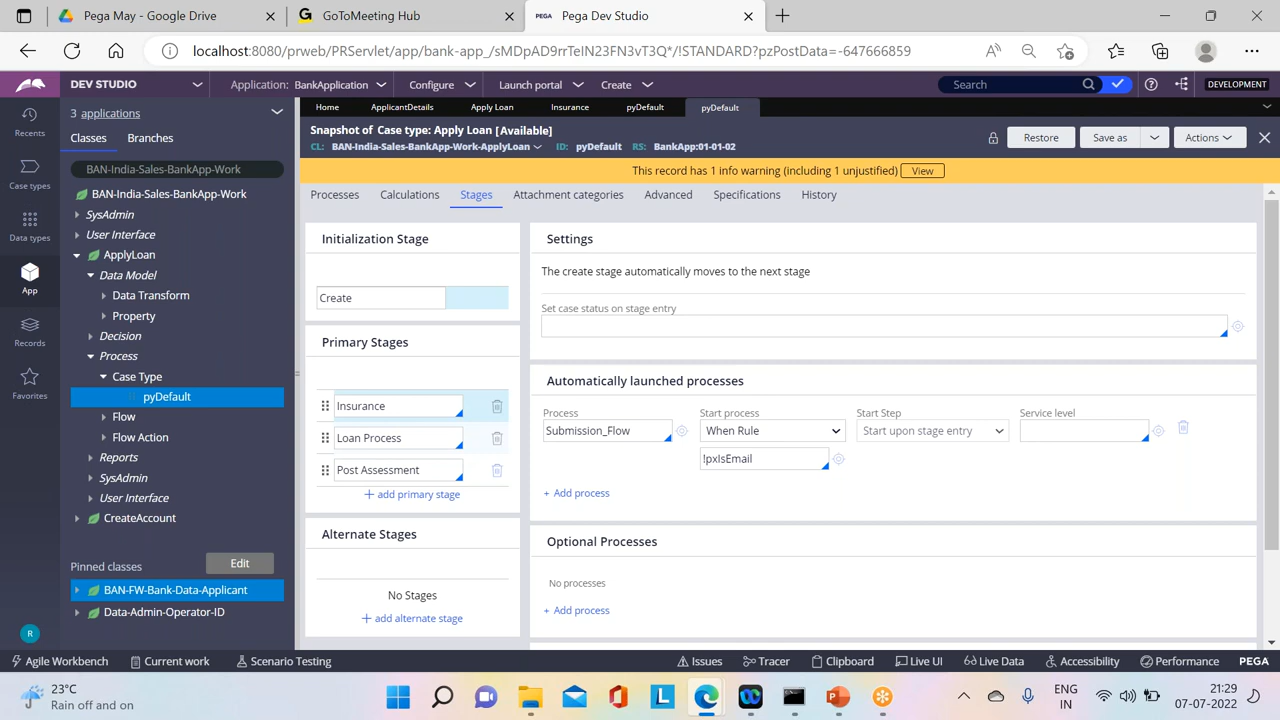 Pega May - Google Drive
GoToMeeting Hub
PEGA Pega Dev Studio
localhost:8080/prweb/PRServlet/app/bank-app_/sMDpAD9rrTeIN23FN3vT3Q*/!STANDARD?pzPostData=-647666859
DEV STUDIO
Application: BankApplication
Configure
Launch portal
Create
Search
DEVELOPMENT
Recents
Case types
Data types
App
Records
Favorites
R
3 applications
Classes
Branches
BAN-India-Sales-BankApp-Work
BAN-India-Sales-BankApp-Work
SysAdmin
User Interface
ApplyLoan
Data Model
Data Transform
Property
Decision
Process
Case Type
pyDefault
Flow
Flow Action
Reports
SysAdmin
User Interface
CreateAccount
Pinned classes
Edit
BAN-FW-Bank-Data-Applicant
Data-Admin-Operator-ID
Home
ApplicantDetails
Apply Loan
Insurance
pyDefault
pyDefault
Snapshot of Case type: Apply Loan [Available]
CL: BAN-India-Sales-BankApp-Work-ApplyLoan ID: pyDefault RS: BankApp:01-01-02
Restore
Save as
Actions
This record has 1 info warning (including 1 unjustified) View
Processes
Calculations
Stages
Attachment categories
Advanced
Specifications
History
Initialization Stage
Create
Primary Stages
Insurance
Loan Process
Post Assessment
+ add primary stage
Alternate Stages
No Stages
+ add alternate stage
Settings
The create stage automatically moves to the next stage
Set case status on stage entry
Automatically launched processes
Process Start process Start Step Service level
Submission_Flow When Rule Start upon stage entry
!pxIsEmail
+ Add process
Optional Processes
No processes
+ Add process
Agile Workbench
Current work
Scenario Testing
Issues
Tracer
Clipboard
Live UI
Live Data
Accessibility
Performance
PEGA
23°C
Rain off and on
ENG
IN
21:29
07-07-2022